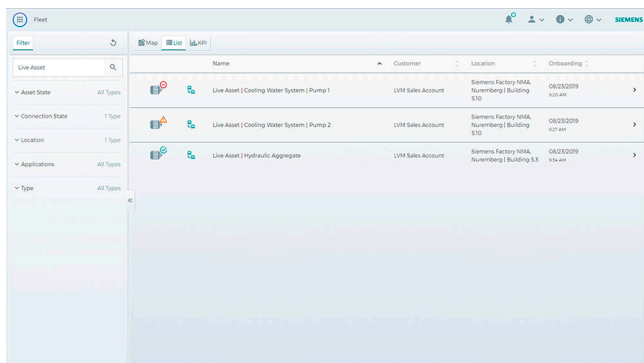 Fleet
SIEMENS
Filter
Map
List
KPI
Live Asset
Asset State All Types
Connection State 1 Type
Location 1 Type
Applications All Types
Type All Types
Name Customer Location Onboarding
Live Asset | Cooling Water System | Pump 1 LVM Sales Account
Siemens Factory NMA,
Nuremberg | Building
5.10
08/23/2019
9:20 AM
Live Asset | Cooling Water System | Pump 2 LVM Sales Account
Siemens Factory NMA,
Nuremberg | Building
5.10
08/23/2019
9:27 AM
Live Asset | Hydraulic Aggregate LVM Sales Account
Siemens Factory NMA,
Nuremberg | Building 5.3
08/23/2019
9:54 AM